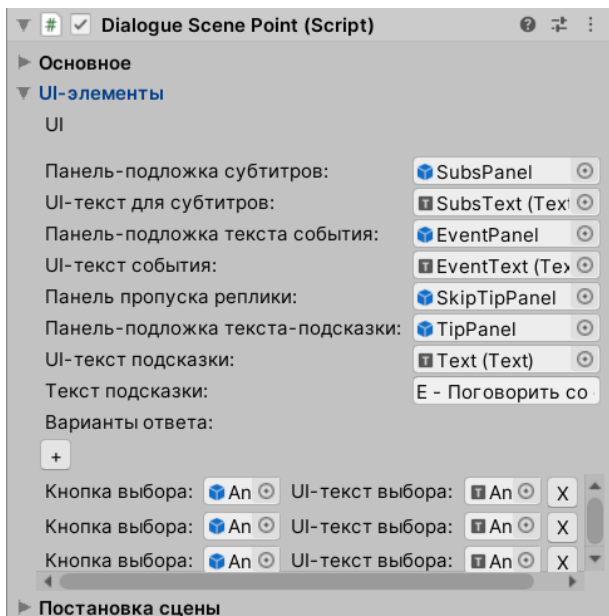 Dialogue Scene Point (Script)
Основное
UI-элементы
UI
Панель-подложка субтитров: SubsPanel
UI-текст для субтитров: SubsText (Text
Панель-подложка текста события: EventPanel
UI-текст события: EventText (Tex
Панель пропуска реплики: SkipTipPanel
Панель-подложка текста-подсказки: TipPanel
UI-текст подсказки: Text (Text)
Текст подсказки: E - Поговорить со
Варианты ответа:
+
Кнопка выбора: An UI-текст выбора: An X
Кнопка выбора: An UI-текст выбора: An X
Кнопка выбора: An UI-текст выбора: An X
Постановка сцены